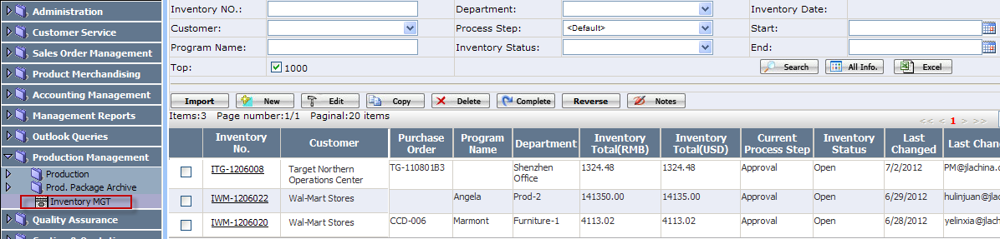 Administration
Customer Service
Sales Order Management
Product Merchandising
Accounting Management
Management Reports
Outlook Queries
Production Management
Production
Prod. Package Archive
Inventory MGT
Quality Assurance
Inventory NO.: Department: Inventory Date:
Customer: Process Step: <Default> Start:
Program Name: Inventory Status: End:
Top: 1000 Search All Info. Excel
Import New Edit Copy Delete Complete Reverse Notes
Items:3 Page number:1/1 Paginal:20 items << < 1 > >>
Inventory No. Customer Purchase Order Program Name Department Inventory Total(RMB) Inventory Total(USD) Current Process Step Inventory Status Last Changed Last Chan
ITG-1206008 Target Northern Operations Center TG-110801B3 Shenzhen Office 1324.48 1324.48 Approval Open 7/2/2012 PM@jlachina.c
IWM-1206022 Wal-Mart Stores Angela Prod-2 141350.00 14135.00 Approval Open 6/29/2012 hulinjuan@jlac
IWM-1206020 Wal-Mart Stores CCD-006 Marmont Furniture-1 4113.02 4113.02 Approval Open 6/28/2012 yelinxia@jlach